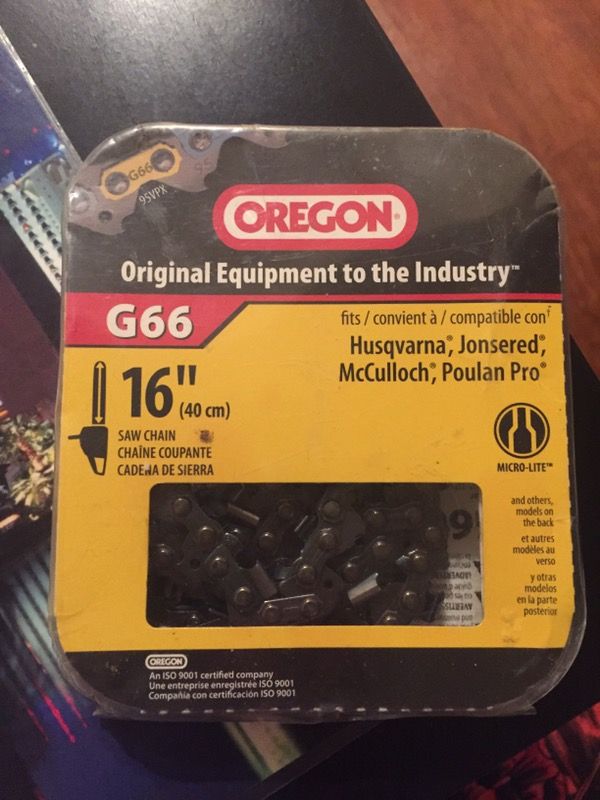 G66
95VPX
95
OREGON®
Original Equipment to the Industry™
G66
fits / convient à / compatible con†
Husqvarna®, Jonsered®,
McCulloch®, Poulan Pro®
16" (40 cm)
SAW CHAIN
CHAÎNE COUPANTE
CADENA DE SIERRA
MICRO-LITE™
and others,
models on
the back
et autres
modèles au
verso
y otras
modelos
en la parte
posterior
OREGON
An ISO 9001 certified company
Une entreprise enregistrée ISO 9001
Compañía con certificación ISO 9001